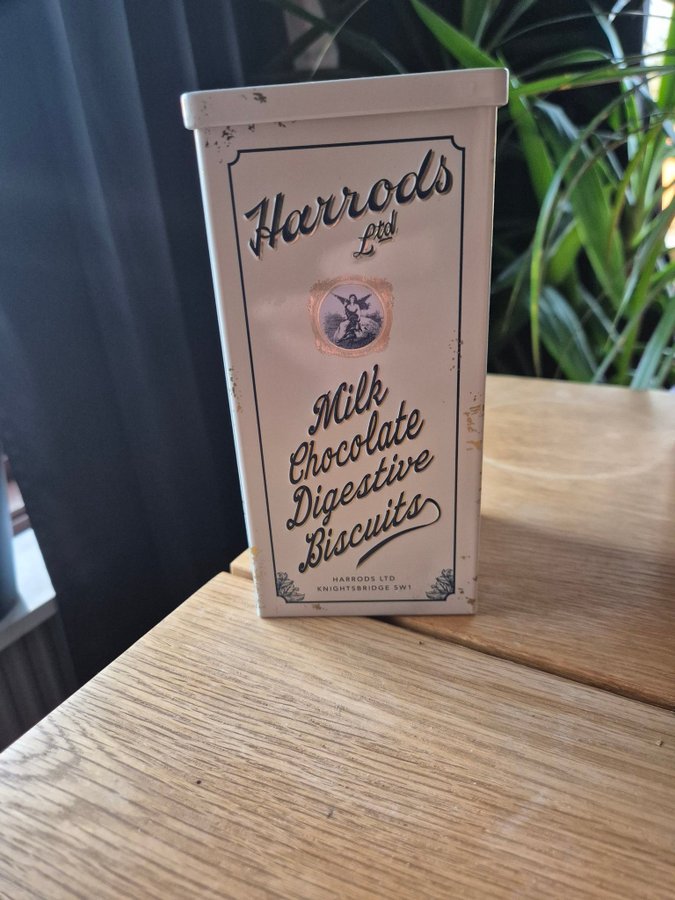 Harrods
Ltd
Milk
Chocolate
Digestive
Biscuits
HARRODS LTD
KNIGHTSBRIDGE SW1